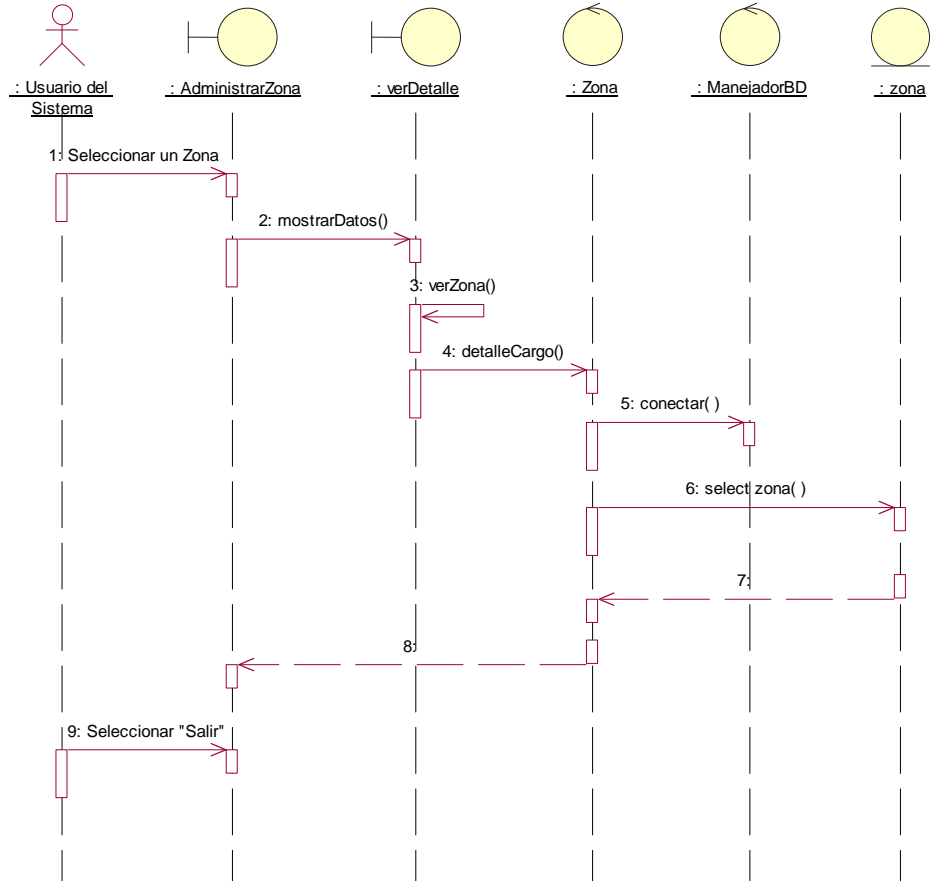 : Usuario del
Sistema
: AdministrarZona
: verDetalle
: Zona
: ManejadorBD
: zona
1: Seleccionar un Zona
2: mostrarDatos()
3: verZona()
4: detalleCargo()
5: conectar( )
6: select zona( )
7:
8:
9: Seleccionar "Salir"